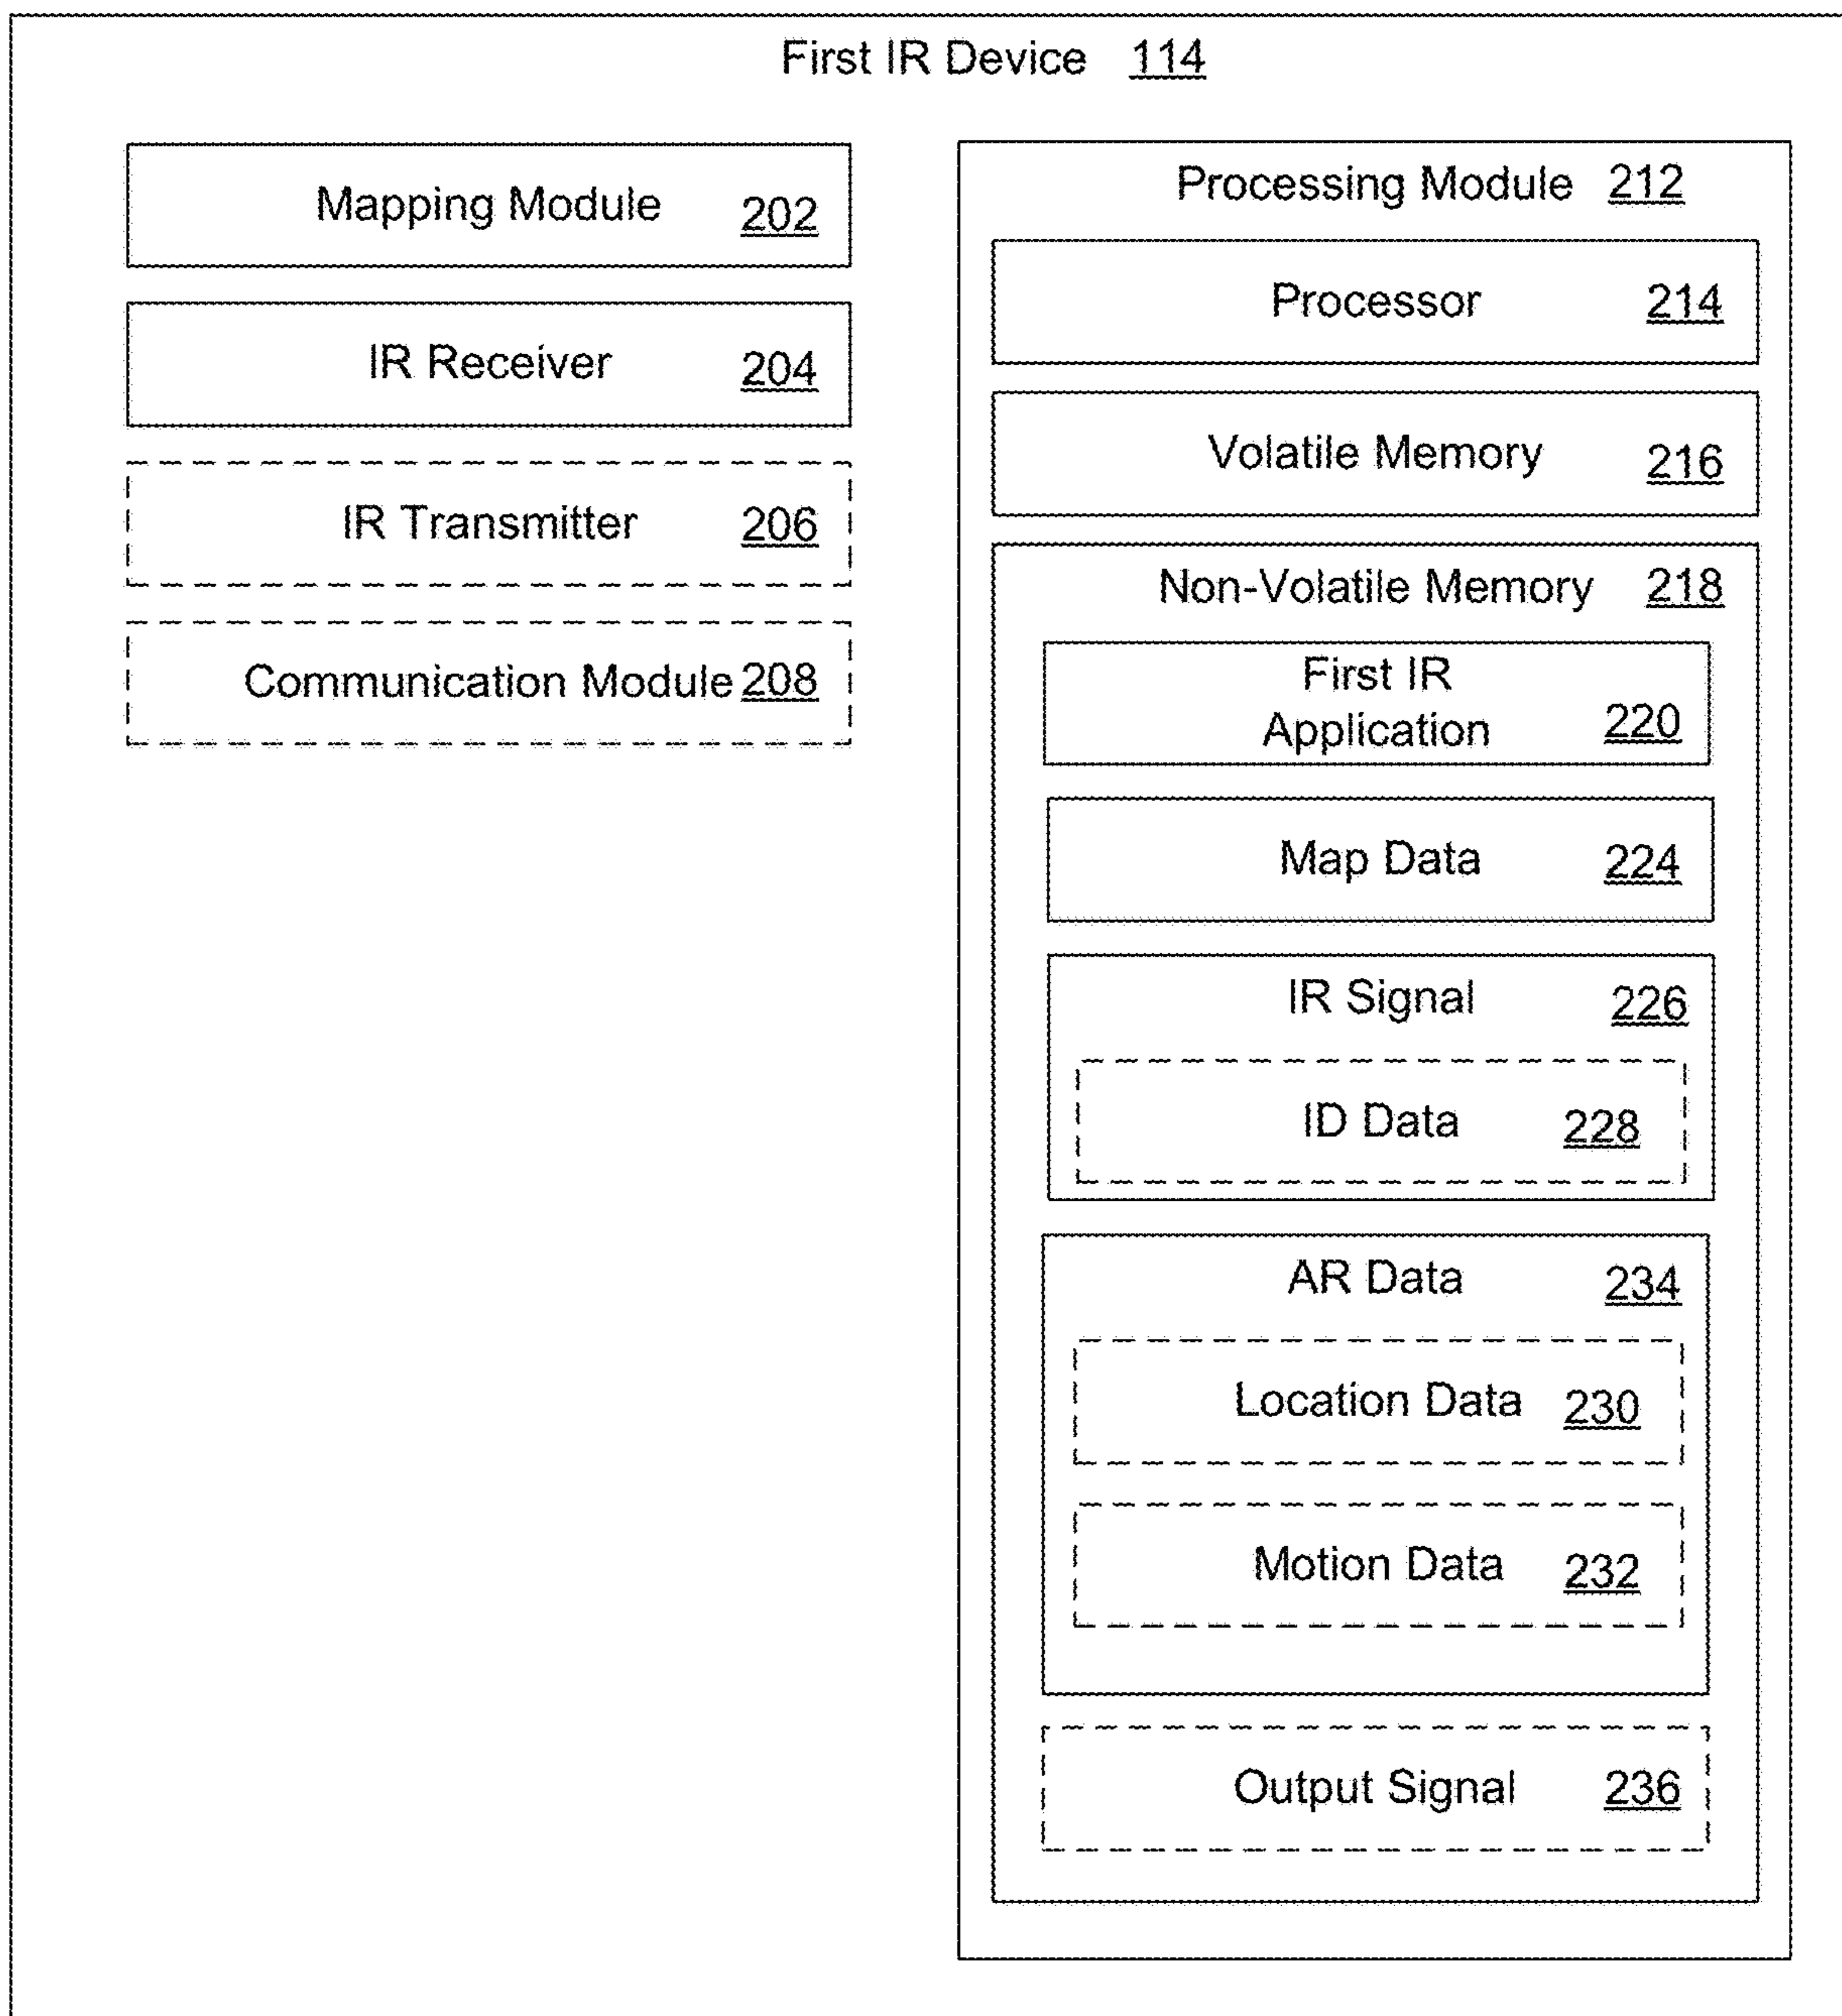 First IR Device 114
Mapping Module 202
IR Receiver 204
IR Transmitter 206
Communication Module 208
Processing Module 212
Processor 214
Volatile Memory 216
Non-Volatile Memory 218
First IR
Application 220
Map Data 224
IR Signal 226
ID Data 228
AR Data 234
Location Data 230
Motion Data 232
Output Signal 236